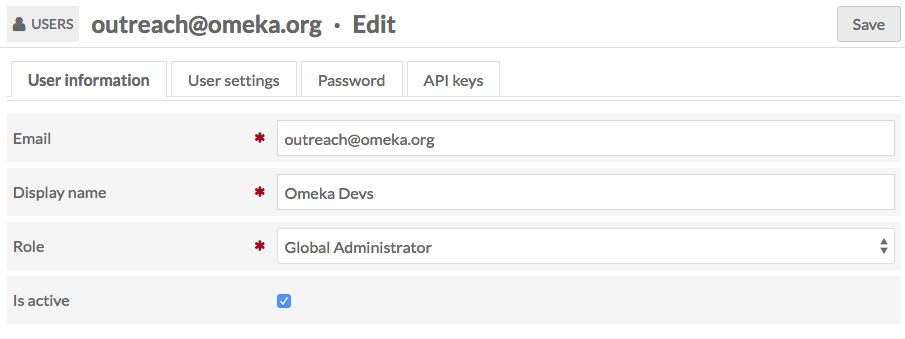 USERS outreach@omeka.org · Edit Save
User information User settings Password API keys
Email * outreach@omeka.org
Display name * Omeka Devs
Role * Global Administrator
Is active